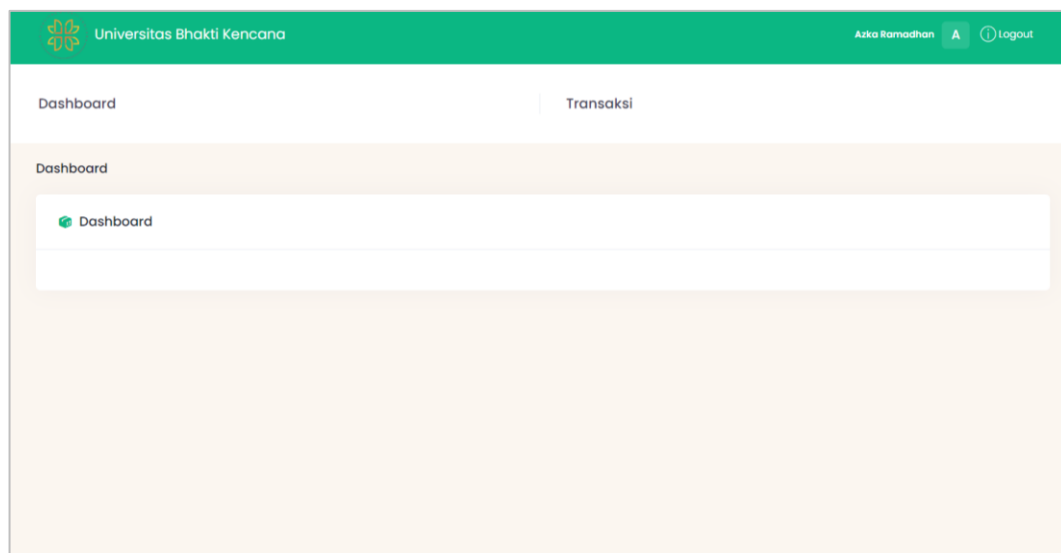 Universitas Bhakti Kencana
Azka Ramadhan A Logout
Dashboard Transaksi
Dashboard
Dashboard